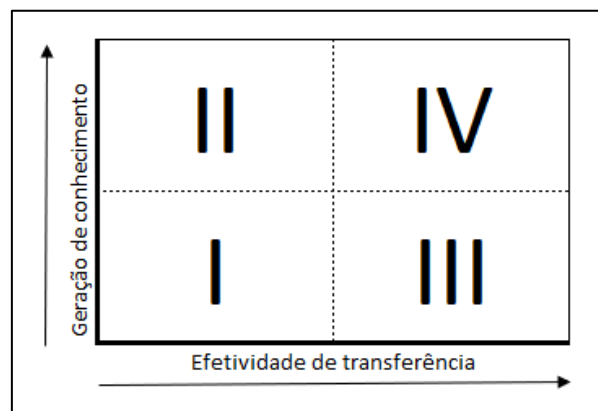 Geração de conhecimento
II
IV
I
III
Efetividade de transferência